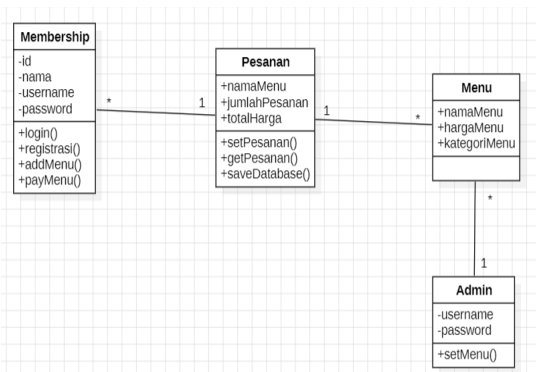 Membership
-id
-nama
-username
-password
+login()
+registrasi()
+addMenu()
+payMenu()
*
1
Pesanan
+namaMenu
+jumlahPesanan
+totalHarga
+setPesanan()
+getPesanan()
+saveDatabase()
1
*
Menu
+namaMenu
+hargaMenu
+kategoriMenu
*
1
Admin
-username
-password
+setMenu()